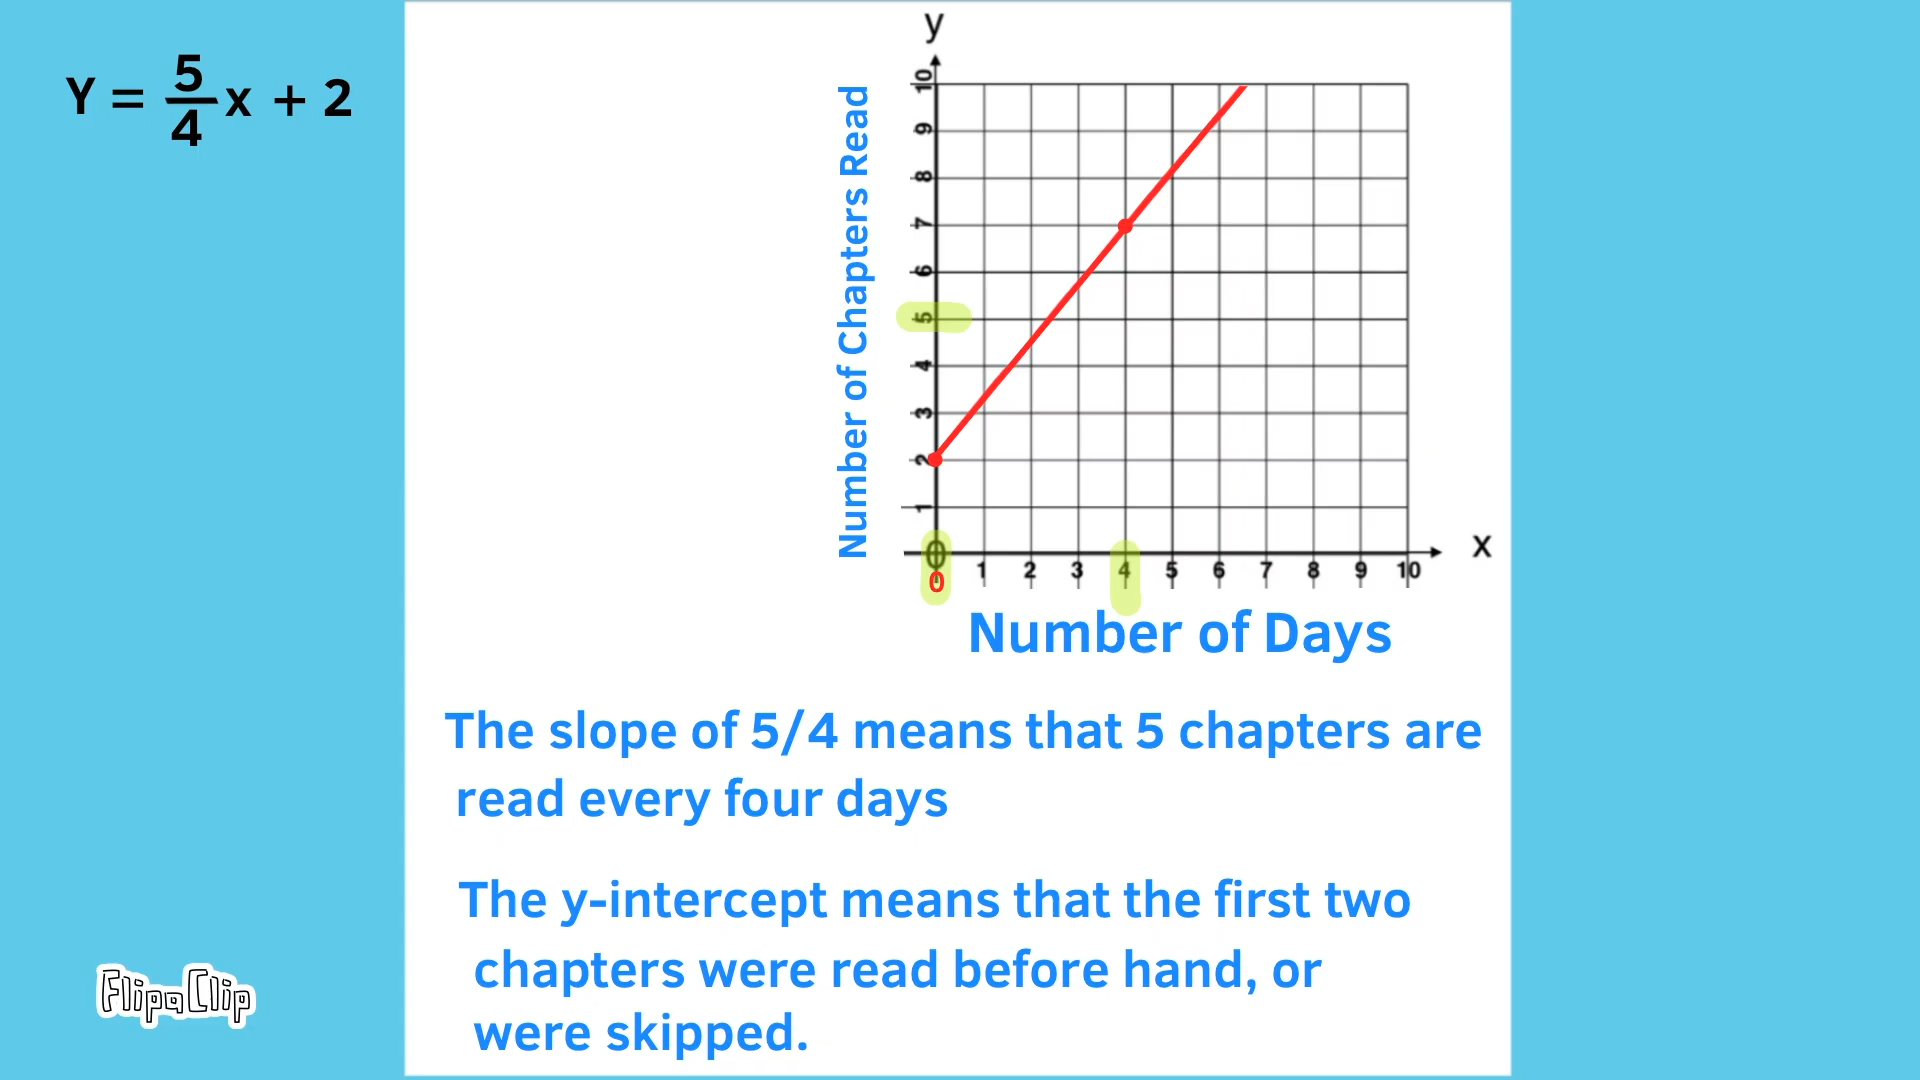 Y = 5/4 x + 2
y
Number of Chapters Read
10
9
8
7
6
5
4
3
2
1
0
0 1 2 3 4 5 6 7 8 9 10
x
Number of Days
The slope of 5/4 means that 5 chapters are
read every four days
The y-intercept means that the first two
chapters were read before hand, or
were skipped.
FlipaClip